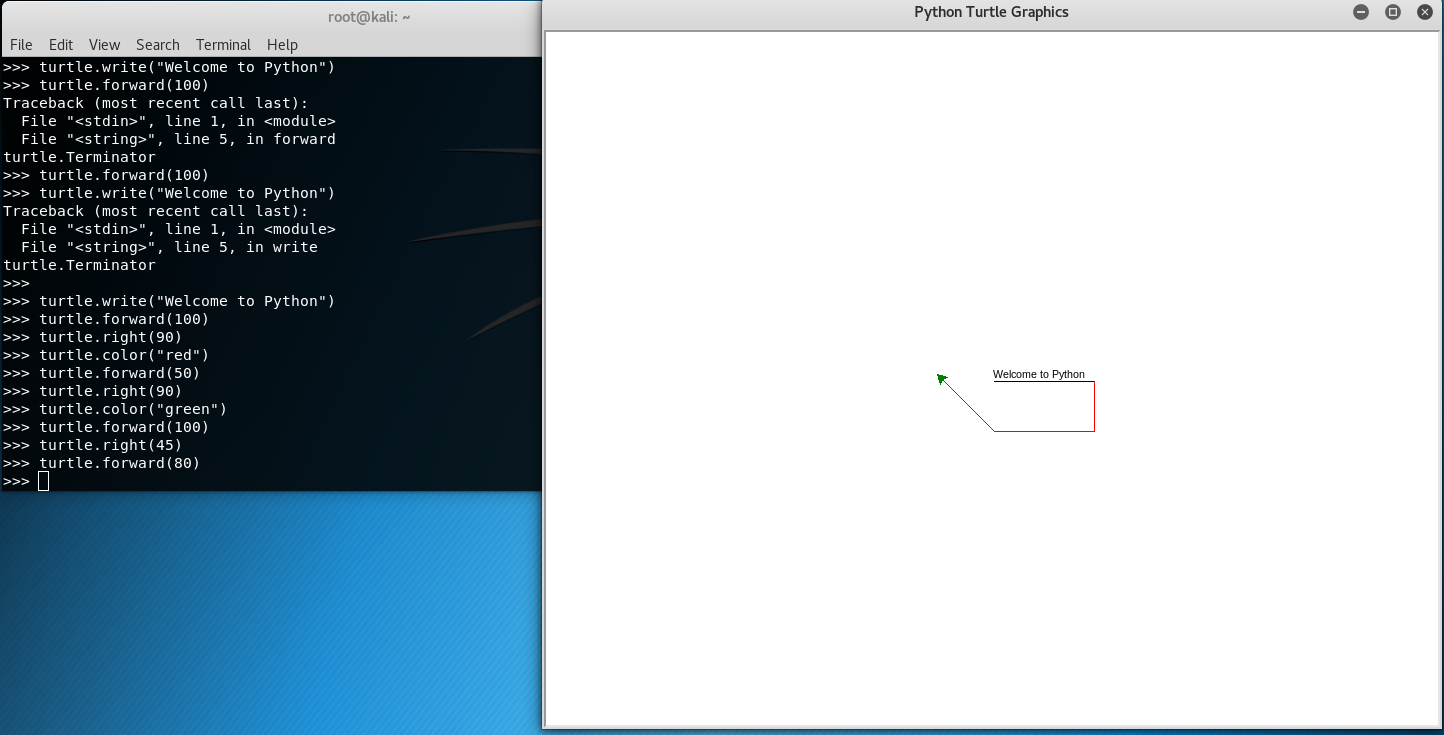 root@kali: ~
File Edit View Search Terminal Help
>>> turtle.write("Welcome to Python")
>>> turtle.forward(100)
Traceback (most recent call last):
  File "<stdin>", line 1, in <module>
  File "<string>", line 5, in forward
turtle.Terminator
>>> turtle.forward(100)
>>> turtle.write("Welcome to Python")
Traceback (most recent call last):
  File "<stdin>", line 1, in <module>
  File "<string>", line 5, in write
turtle.Terminator
>>>
>>> turtle.write("Welcome to Python")
>>> turtle.forward(100)
>>> turtle.right(90)
>>> turtle.color("red")
>>> turtle.forward(50)
>>> turtle.right(90)
>>> turtle.color("green")
>>> turtle.forward(100)
>>> turtle.right(45)
>>> turtle.forward(80)
>>>
Python Turtle Graphics
Welcome to Python